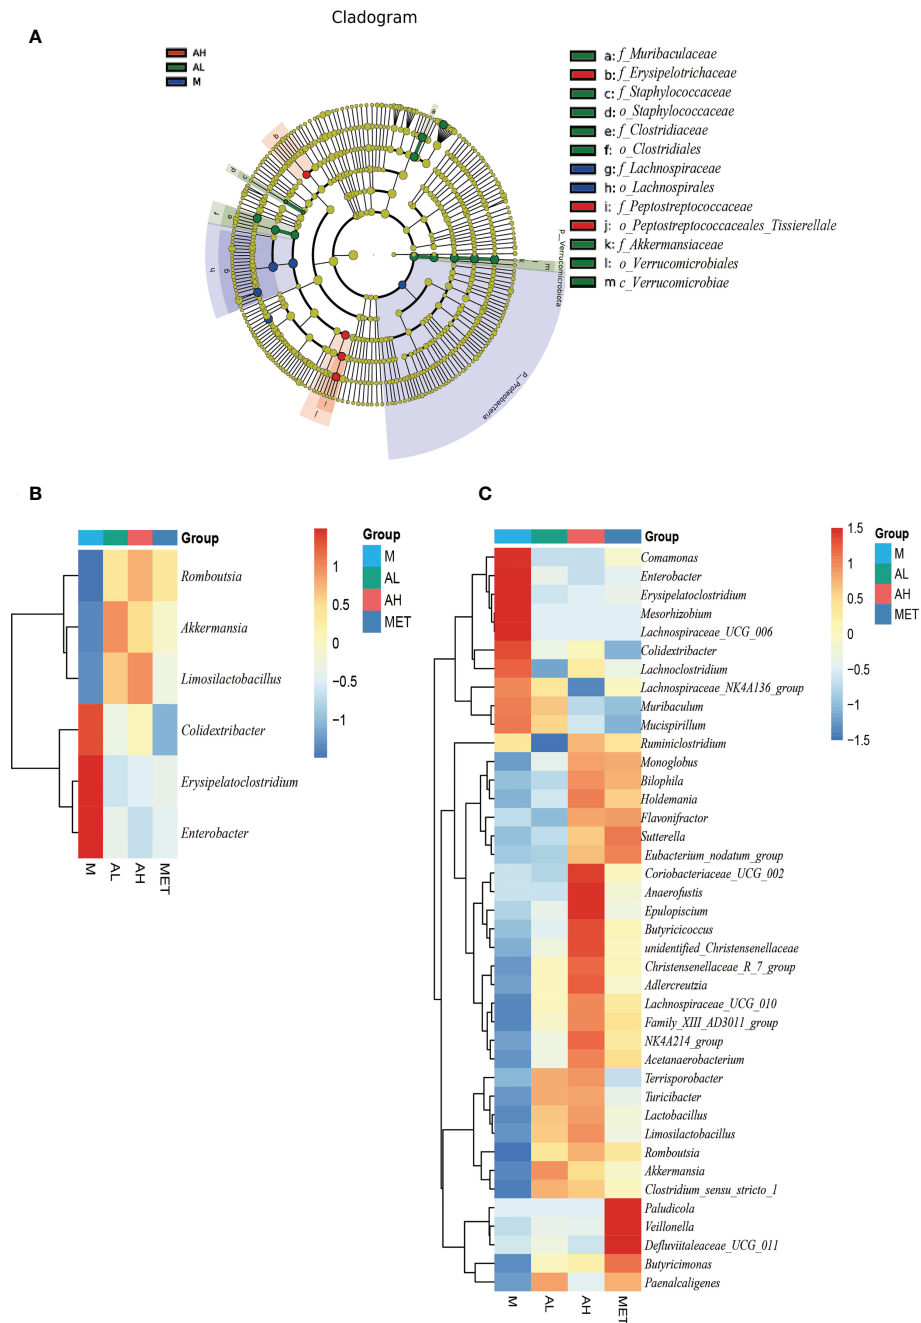 Cladogram
A
AH
AL
M
a: f_Muribaculaceae
b: f_Erysipelotrichaceae
c: f_Staphylococcaceae
d: o_Staphylococcaceae
e: f_Clostridiaceae
f: o_Clostridiales
g: f_Lachnospiraceae
h: o_Lachnospirales
i: f_Peptostreptococcaceae
j: o_Peptostreptococcaceales_Tissierellale
k: f_Akkermansiaceae
l: o_Verrucomicrobiales
m c_Verrucomicrobiae
a
b
c
d
e
f
g
h
i
j
k
l
m
p__Verrucomicrobiota
p__Proteobacteria
B
Group
Romboutsia
Akkermansia
Limosilactobacillus
Colidextribacter
Erysipelatoclostridium
Enterobacter
M
AL
AH
MET
1
0.5
0
−0.5
−1
Group
M
AL
AH
MET
C
Group
Comamonas
Enterobacter
Erysipelatoclostridium
Mesorhizobium
Lachnospiraceae_UCG_006
Colidextribacter
Lachnoclostridium
Lachnospiraceae_NK4A136_group
Muribaculum
Mucispirillum
Ruminiclostridium
Monoglobus
Bilophila
Holdemania
Flavonifractor
Sutterella
Eubacterium_nodatum_group
Coriobacteriaceae_UCG_002
Anaerofustis
Epulopiscium
Butyricicoccus
unidentified_Christensenellaceae
Christensenellaceae_R_7_group
Adlercreutzia
Lachnospiraceae_UCG_010
Family_XIII_AD3011_group
NK4A214_group
Acetanaerobacterium
Terrisporobacter
Turicibacter
Lactobacillus
Limosilactobacillus
Romboutsia
Akkermansia
Clostridium_sensu_stricto_1
Paludicola
Veillonella
Defluviitaleaceae_UCG_011
Butyricimonas
Paenalcaligenes
M
AL
AH
MET
1.5
1
0.5
0
−0.5
−1
−1.5
Group
M
AL
AH
MET